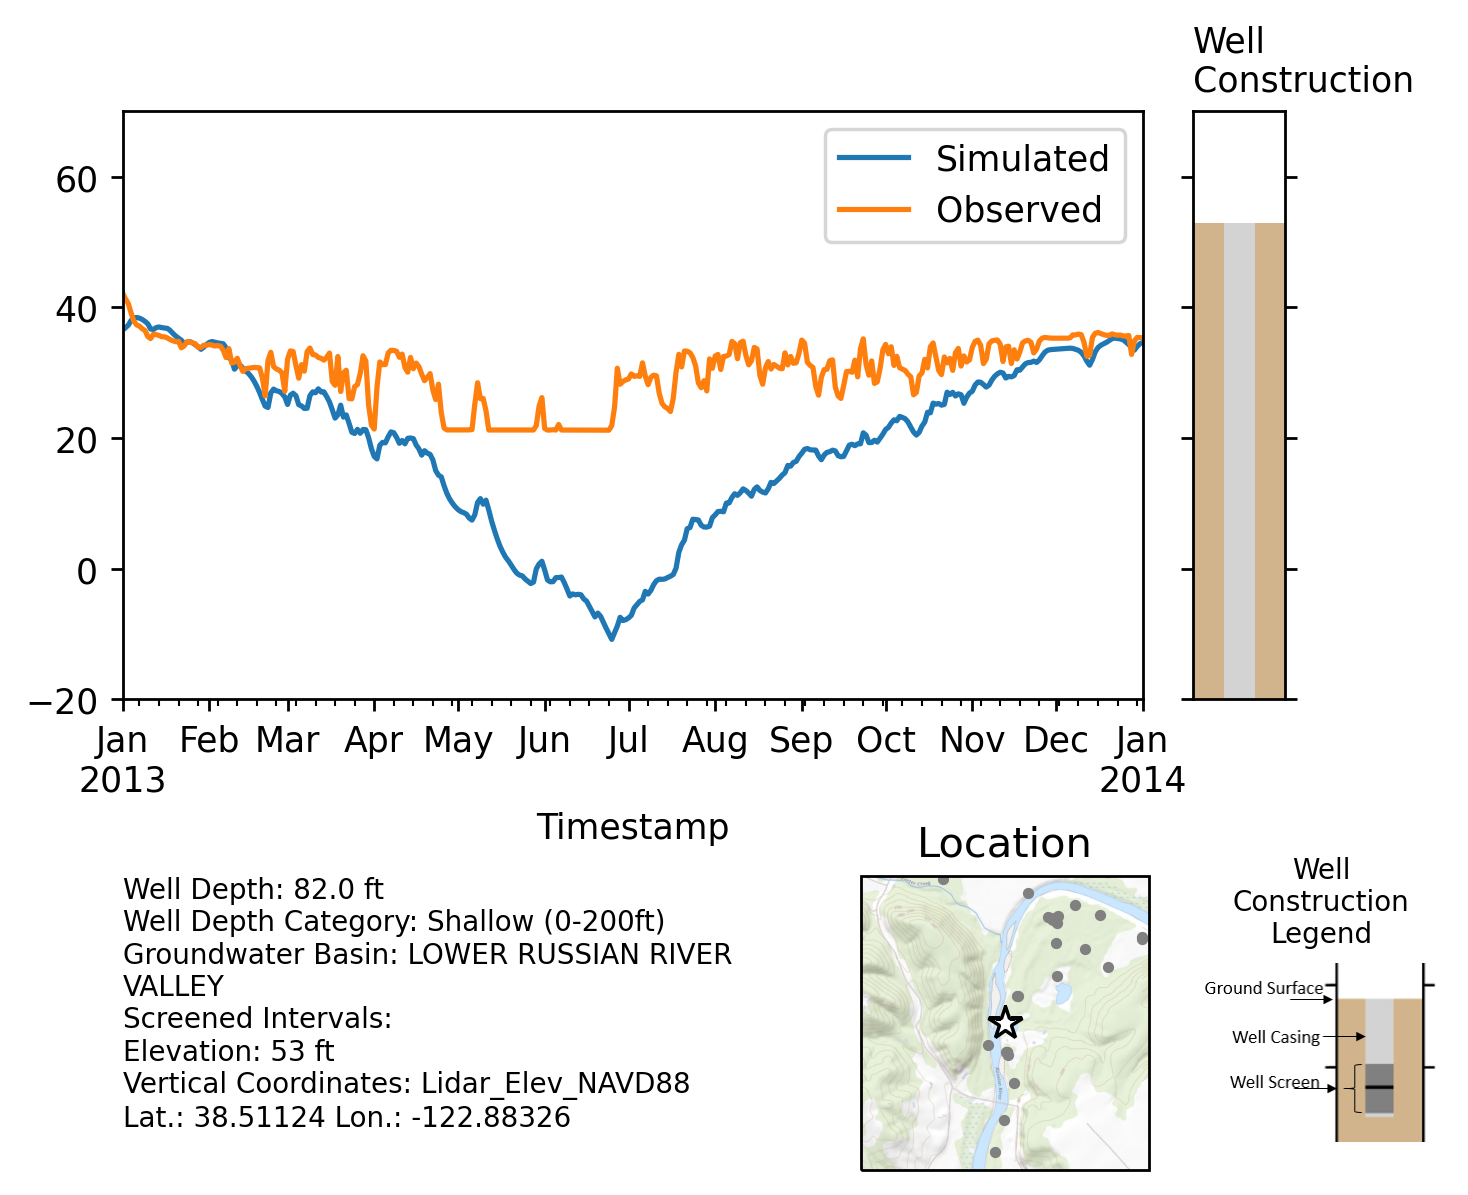 Well
Construction
60
40
20
0
−20
Simulated
Observed
Jan
2013
Feb
Mar
Apr
May
Jun
Jul
Aug
Sep
Oct
Nov
Dec
Jan
2014
Timestamp
Well Depth: 82.0 ft
Well Depth Category: Shallow (0-200ft)
Groundwater Basin: LOWER RUSSIAN RIVER
VALLEY
Screened Intervals:
Elevation: 53 ft
Vertical Coordinates: Lidar_Elev_NAVD88
Lat.: 38.51124 Lon.: -122.88326
Location
Well
Construction
Legend
Ground Surface
Well Casing
Well Screen